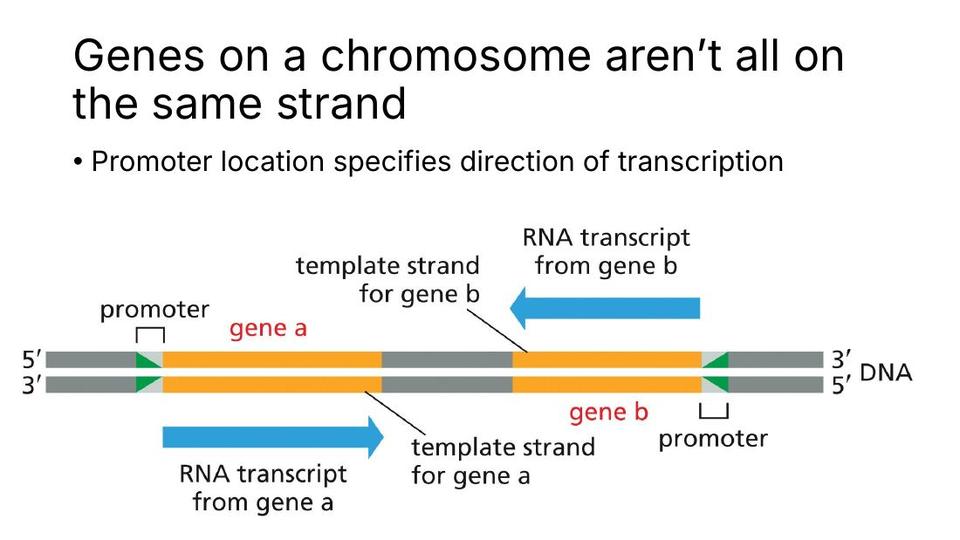 Genes on a chromosome aren’t all on
the same strand
• Promoter location specifies direction of transcription
RNA transcript
from gene b
template strand
for gene b
promoter
gene a
5′
3′
3′
5′
, DNA
gene b
promoter
template strand
for gene a
RNA transcript
from gene a